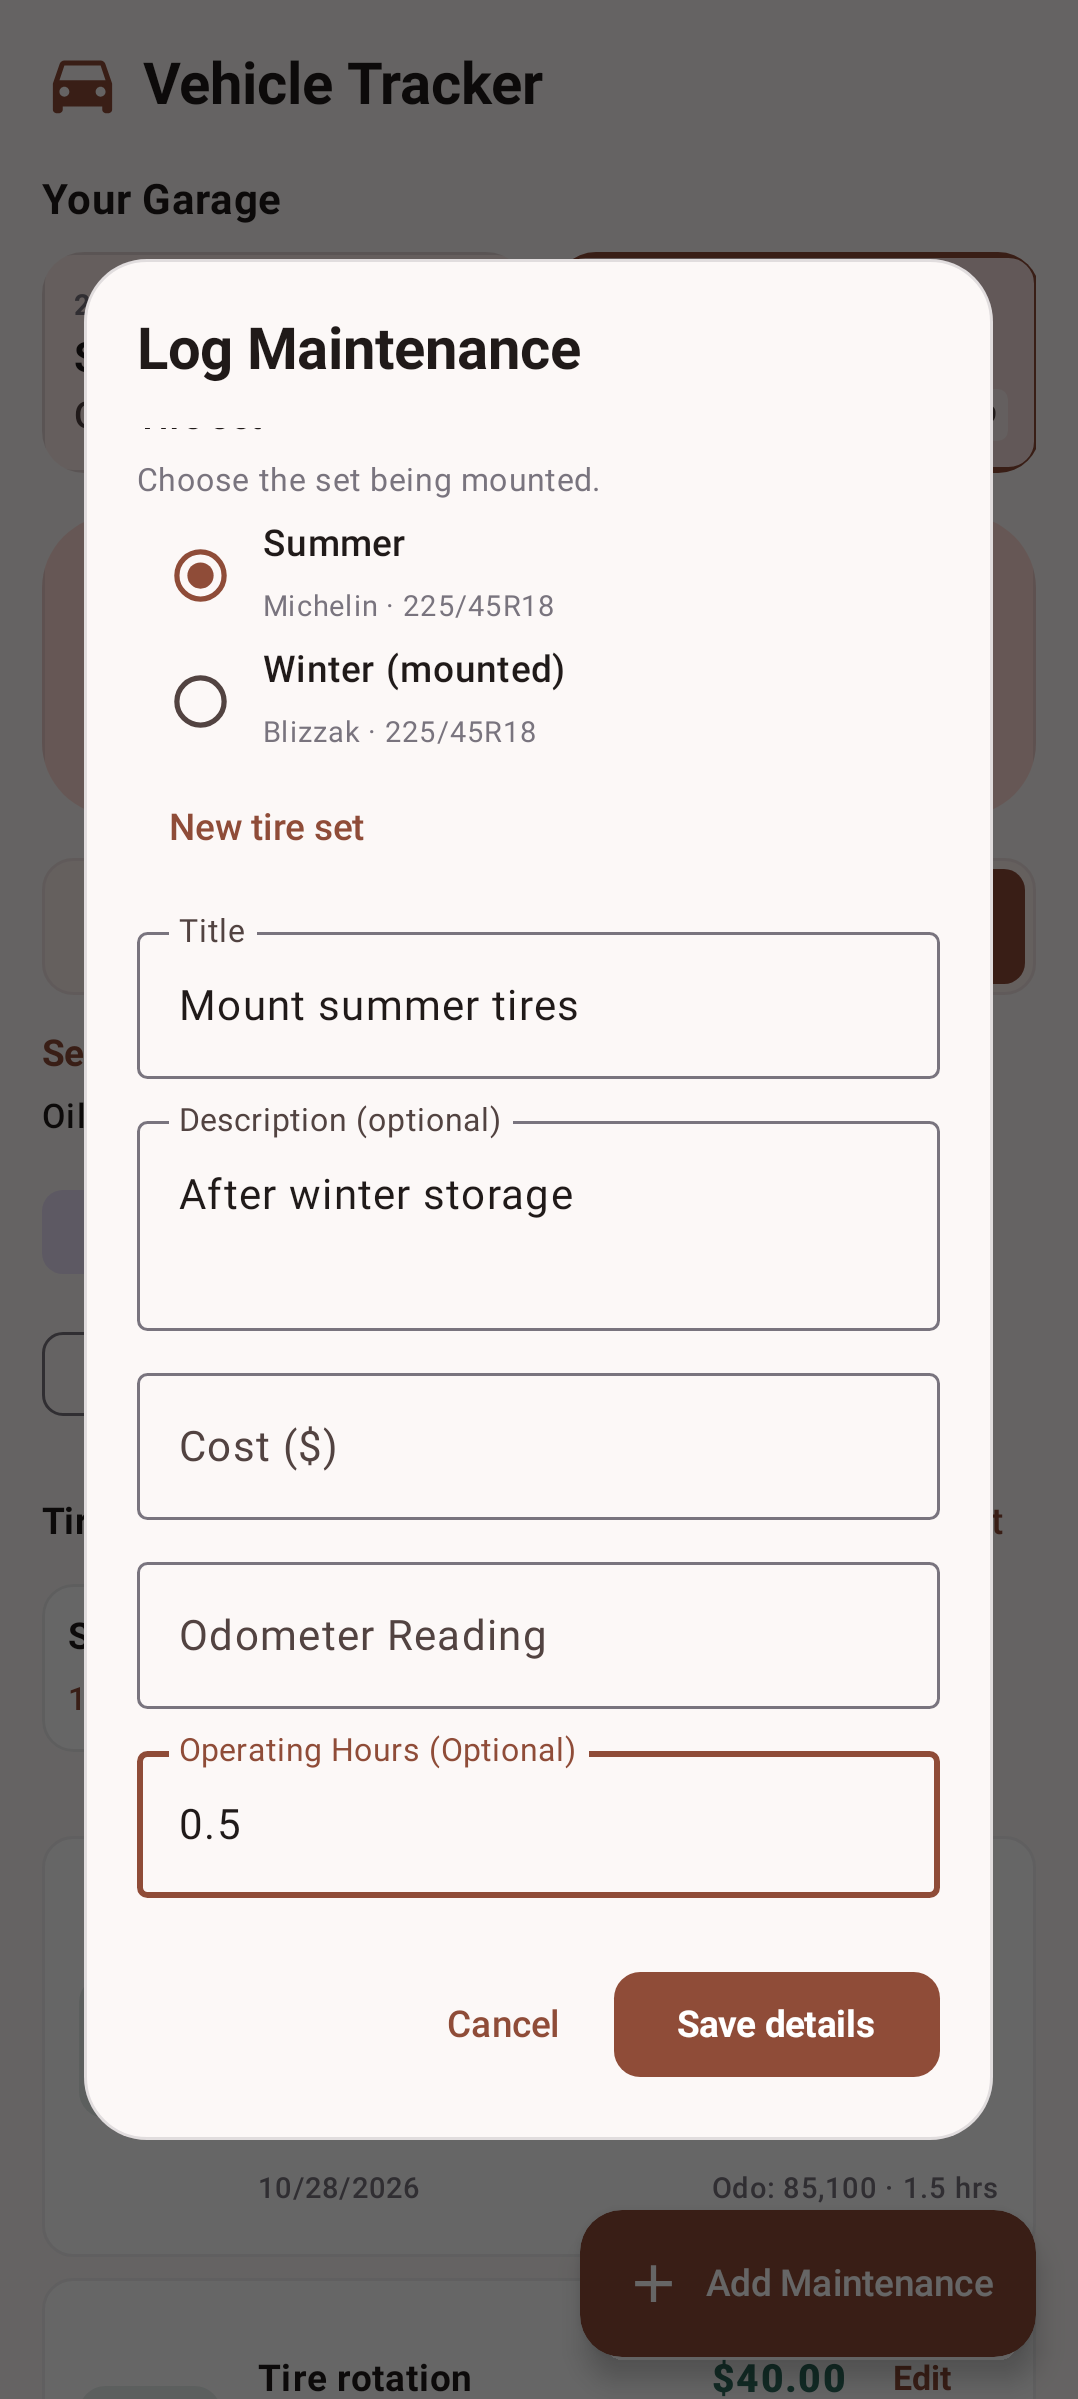 Vehicle Tracker
Your Garage
Log Maintenance
Choose the set being mounted.
Summer
Michelin · 225/45R18
Winter (mounted)
Blizzak · 225/45R18
New tire set
Title
Mount summer tires
Description (optional)
After winter storage
Cost ($)
Odometer Reading
Operating Hours (Optional)
0.5
Cancel
Save details
Oil
10/28/2026
Odo: 85,100 · 1.5 hrs
Add Maintenance
Tire rotation
$40.00
Edit